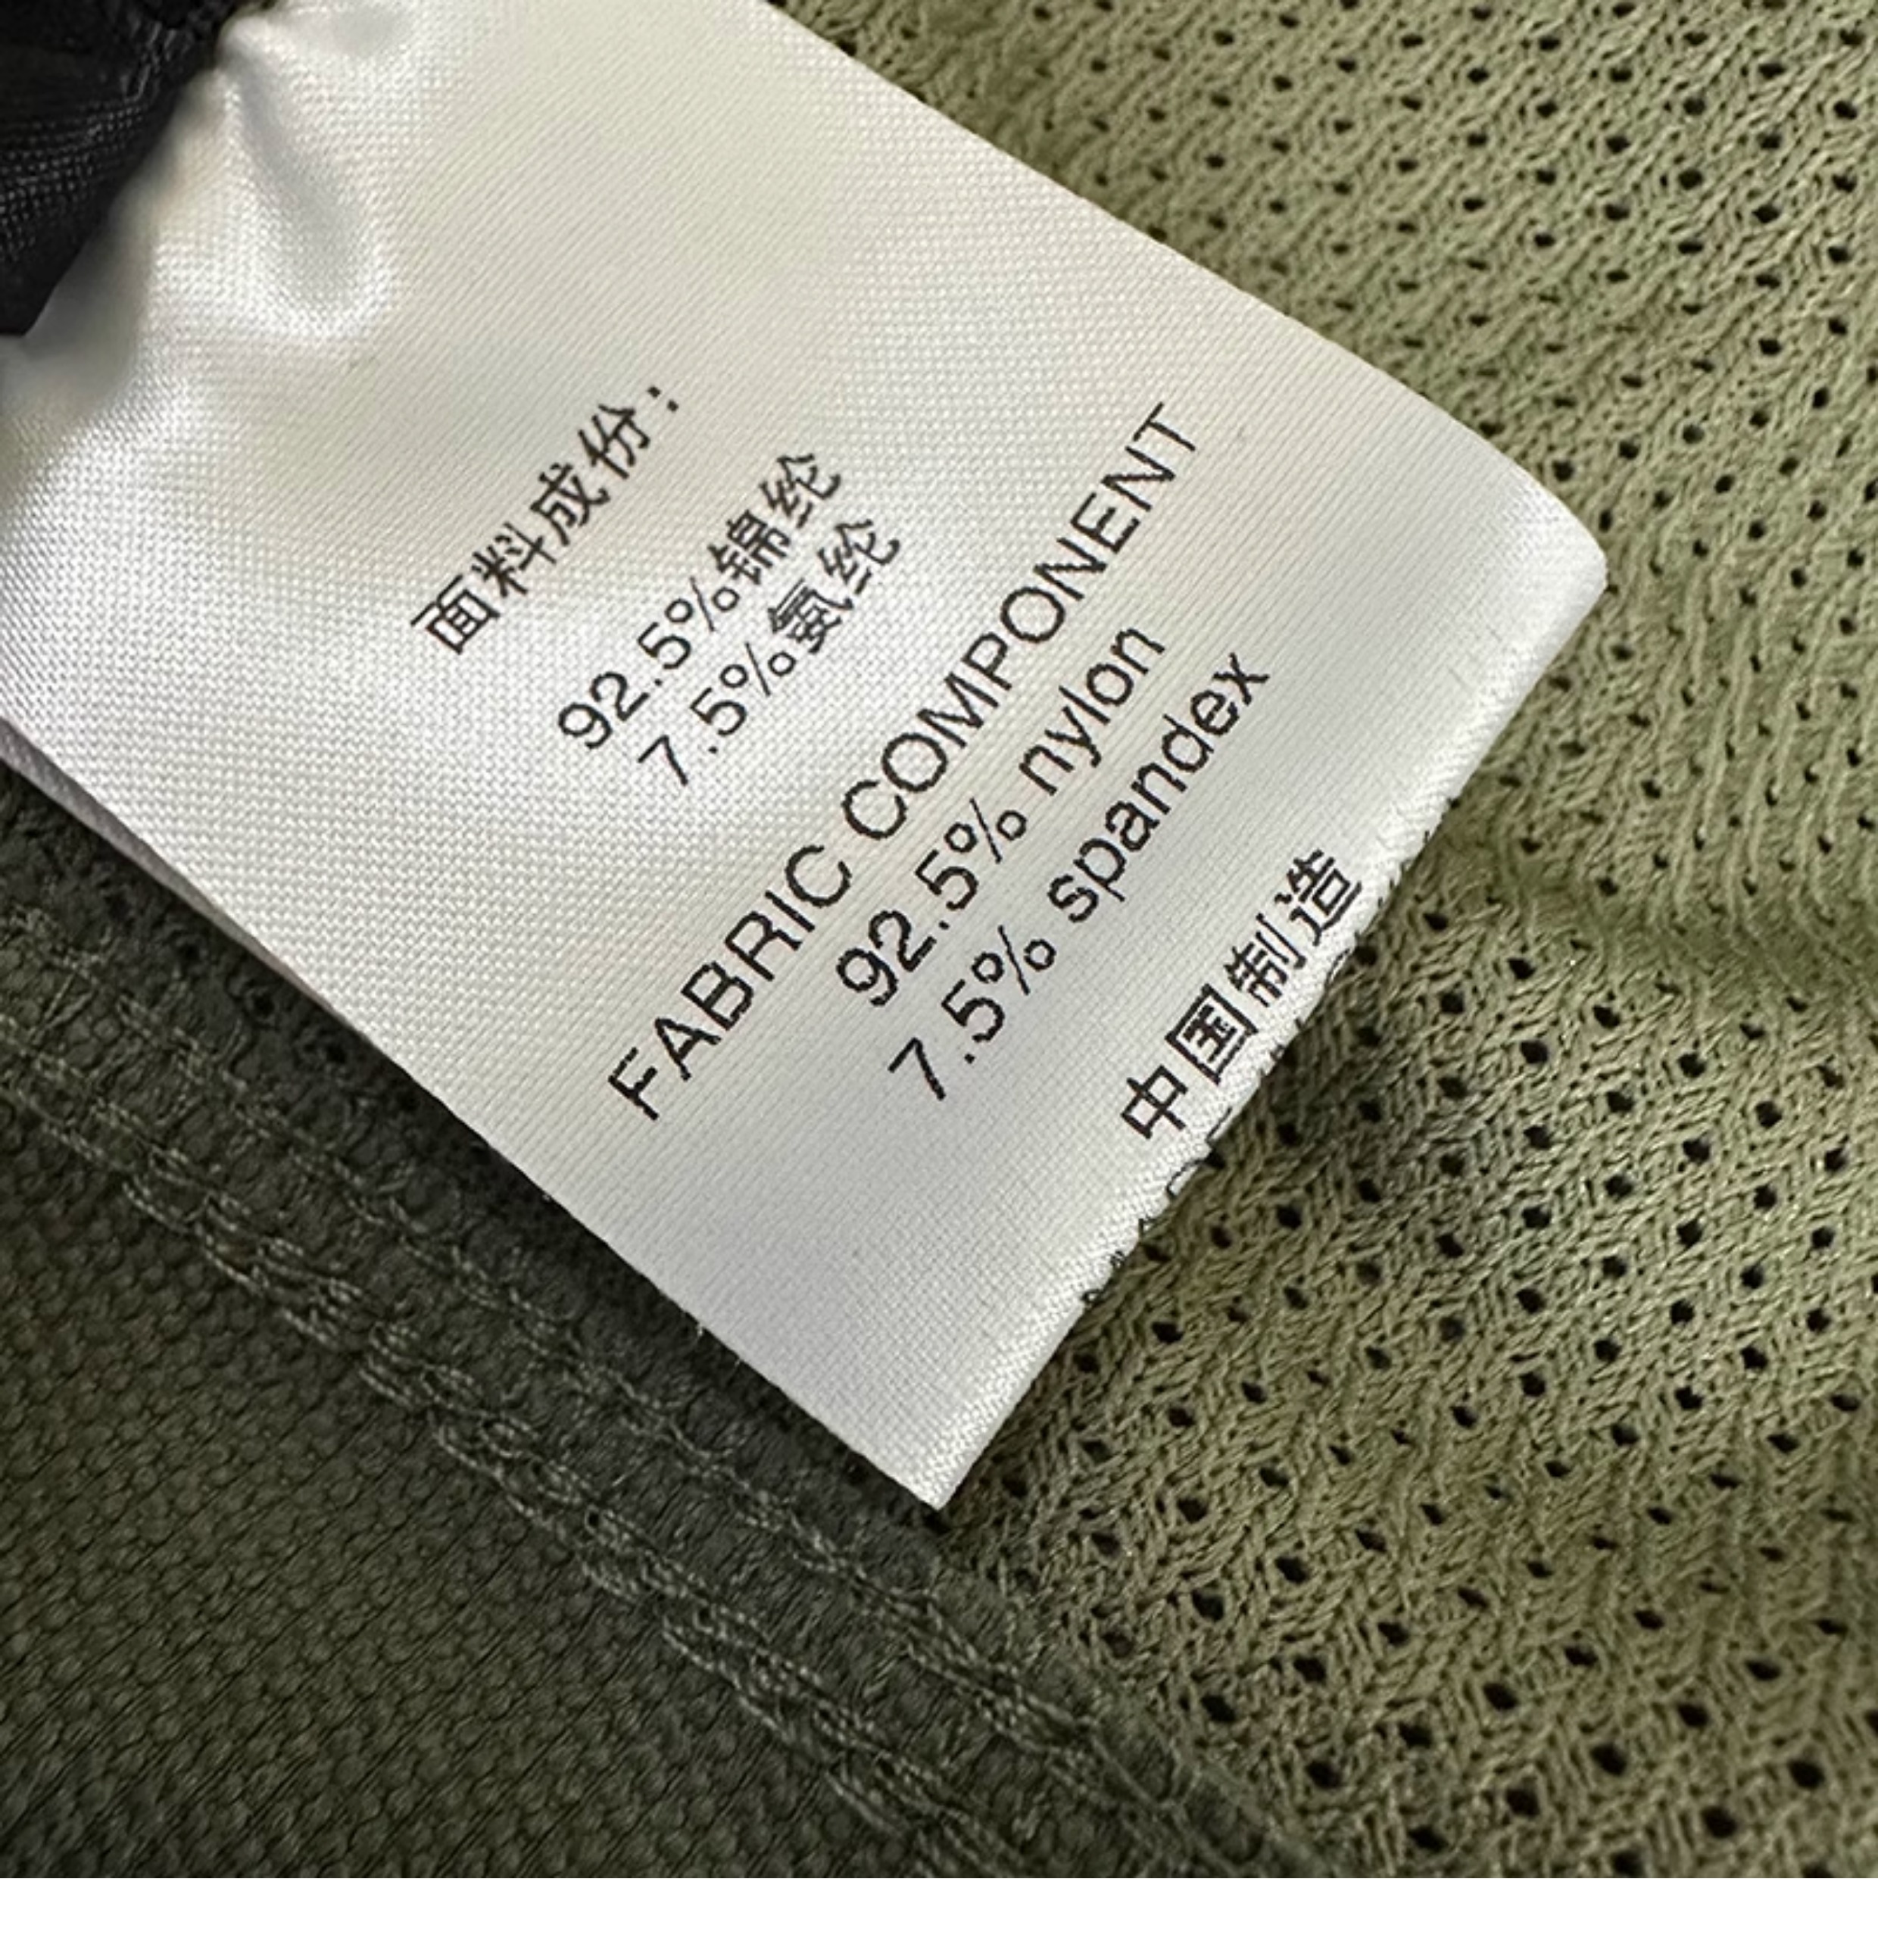 面料成份:
92.5%锦纶
7.5%氨纶
FABRIC COMPONENT
92.5% nylon
7.5% spandex
中国制造